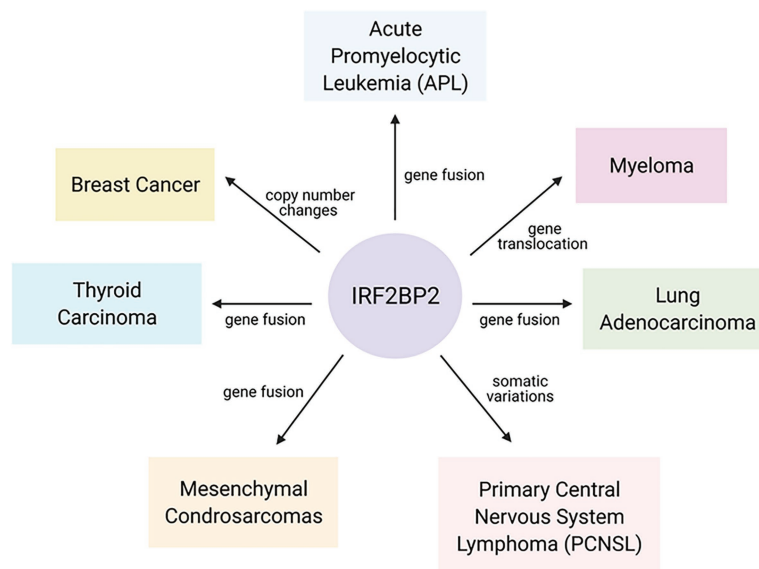 Acute
Promyelocytic
Leukemia (APL)
Breast Cancer
Myeloma
gene fusion
copy number
changes
gene
translocation
IRF2BP2
Thyroid
Carcinoma
gene fusion
gene fusion
Lung
Adenocarcinoma
gene fusion
somatic
variations
Mesenchymal
Condrosarcomas
Primary Central
Nervous System
Lymphoma (PCNSL)